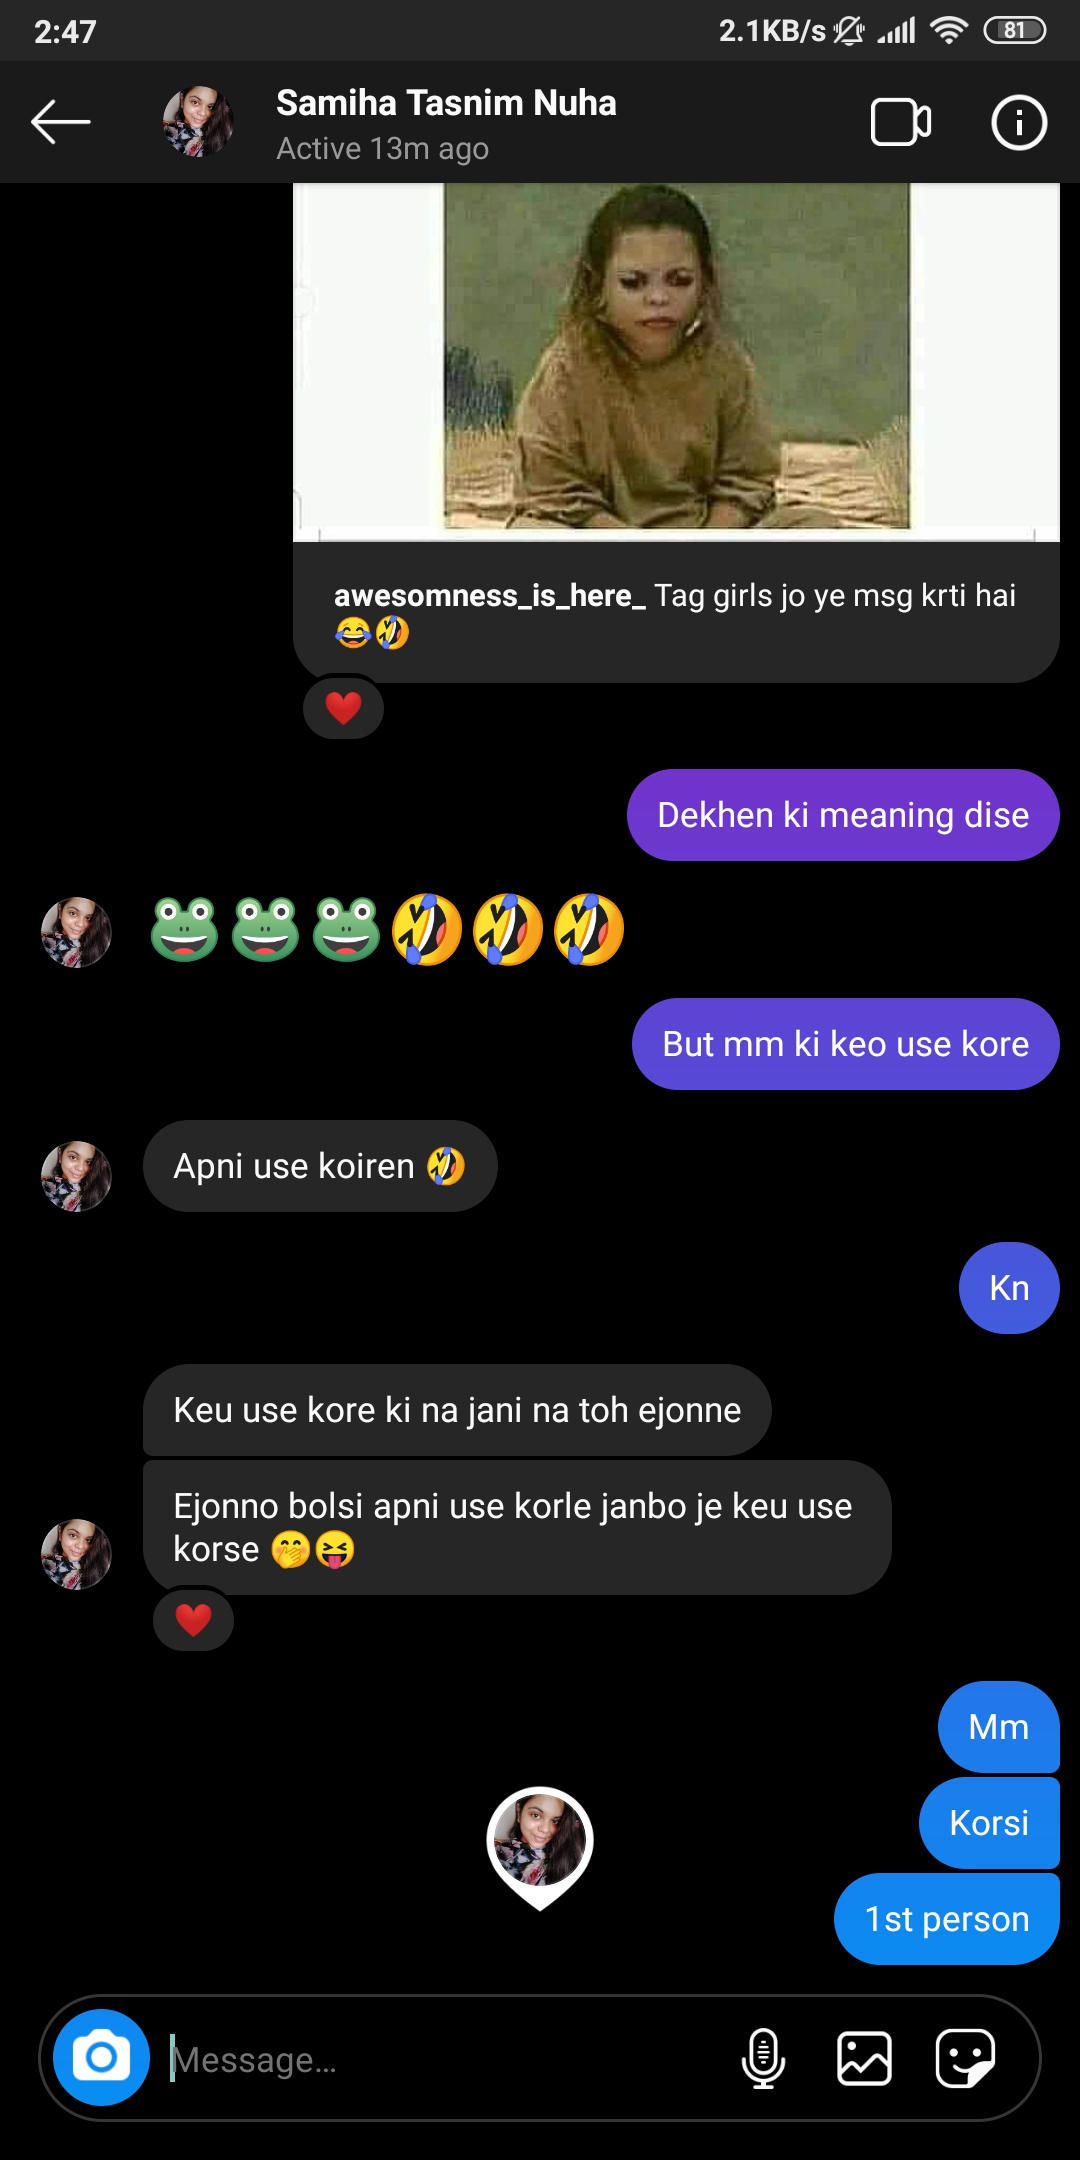 2:47
2.1KB/s
81
Samiha Tasnim Nuha
Active 13m ago
awesomness_is_here_ Tag girls jo ye msg krti hai
😂🤣
❤️
Dekhen ki meaning dise
🐸🐸🐸🤣🤣🤣
But mm ki keo use kore
Apni use koiren 🤣
Kn
Keu use kore ki na jani na toh ejonne
Ejonno bolsi apni use korle janbo je keu use
korse 🤭😝
❤️
Mm
Korsi
1st person
Message...